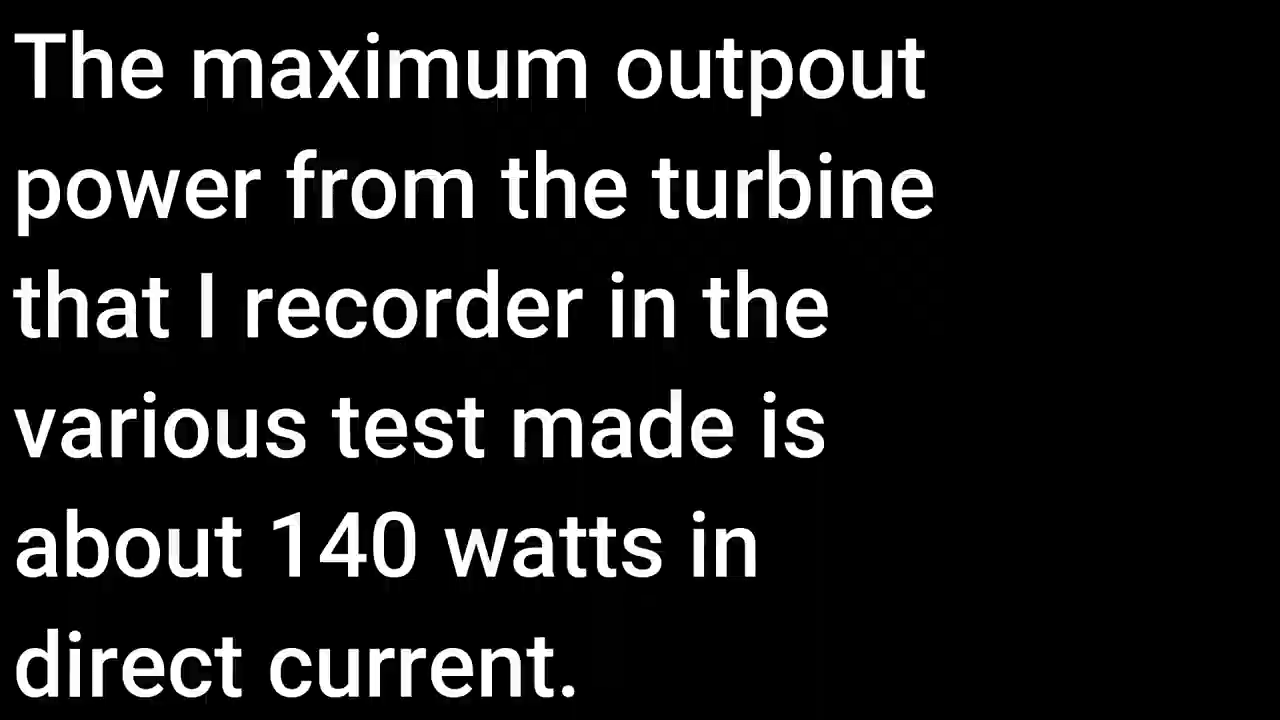 The maximum outpout
power from the turbine
that I recorder in the
various test made is
about 140 watts in
direct current.